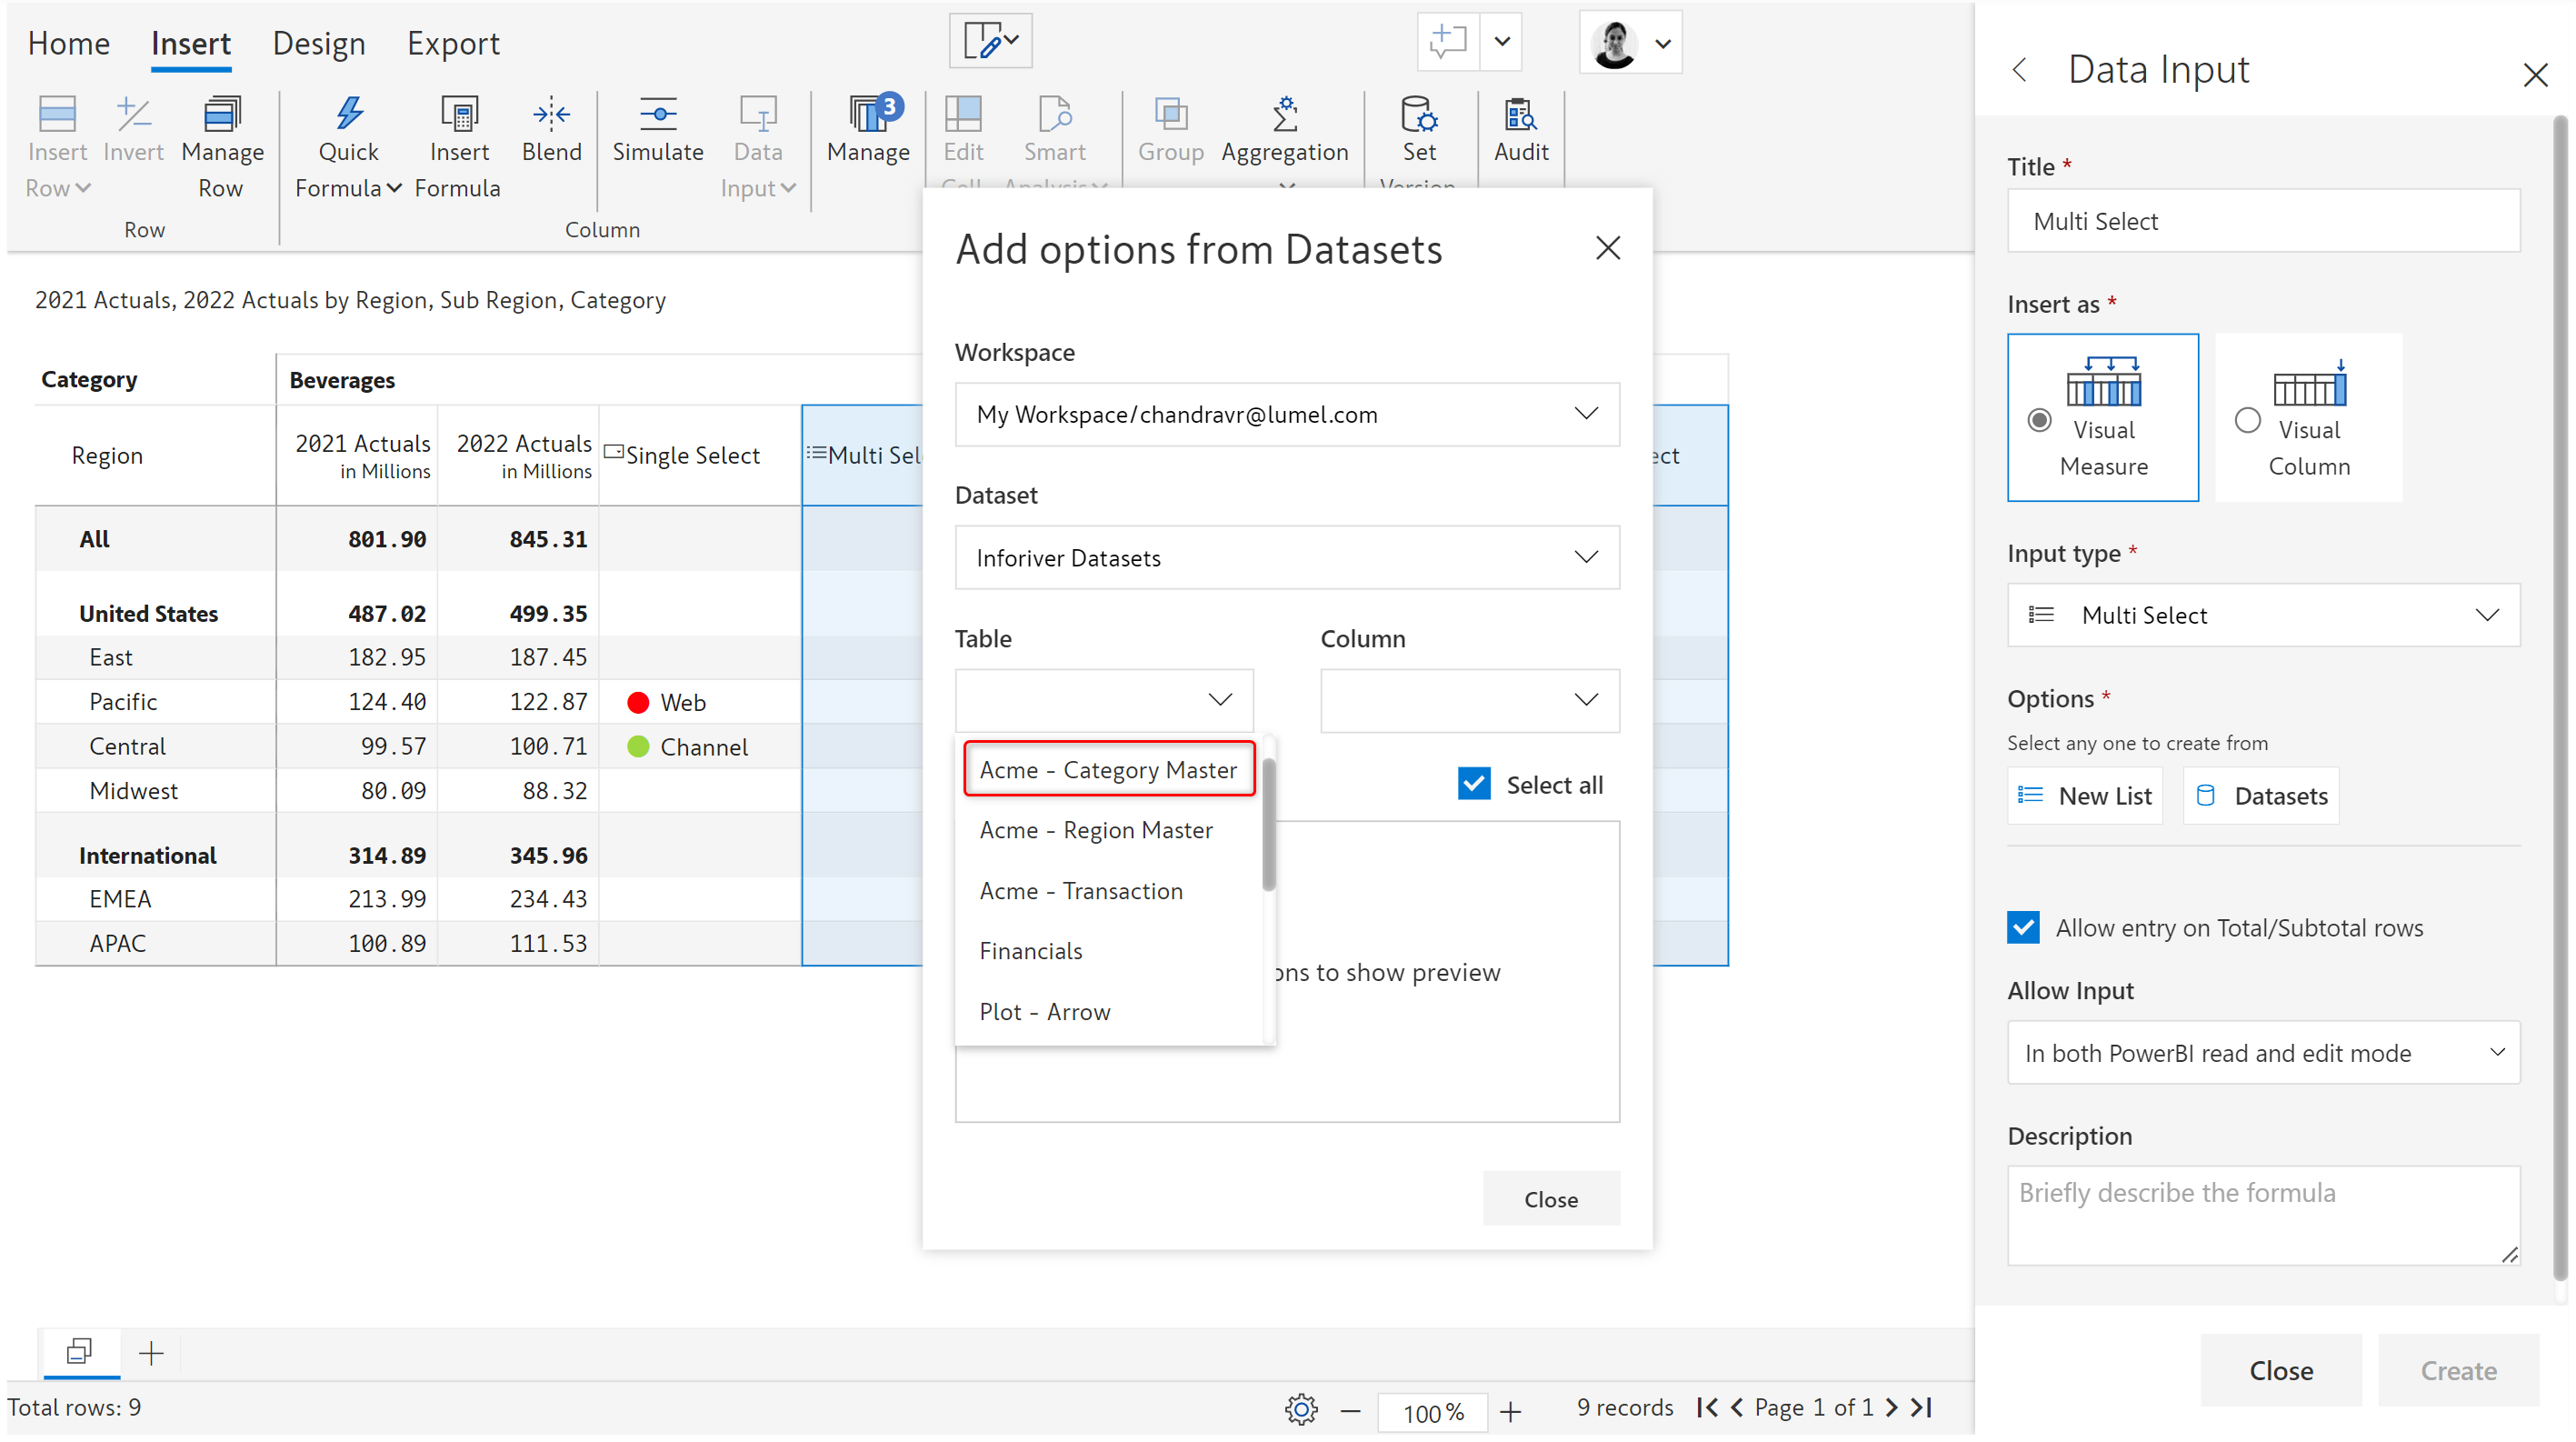 Home Insert Design Export
3
Insert Invert Manage Quick Insert Blend Simulate Data Manage Edit Smart Group Aggregation Set Audit
Row Row Formula Formula Input Cell Analysis Version
Row Column
2021 Actuals, 2022 Actuals by Region, Sub Region, Category
Category Beverages
Region 2021 Actuals in Millions 2022 Actuals in Millions Single Select Multi Sel ect
All 801.90 845.31
United States 487.02 499.35
East 182.95 187.45
Pacific 124.40 122.87 Web
Central 99.57 100.71 Channel
Midwest 80.09 88.32
International 314.89 345.96
EMEA 213.99 234.43
APAC 100.89 111.53
Add options from Datasets
Workspace
My Workspace/chandravr@lumel.com
Dataset
Inforiver Datasets
Table Column
Acme - Category Master
Select all
Acme - Region Master
Acme - Transaction
Financials
ons to show preview
Plot - Arrow
Close
Data Input
Title *
Multi Select
Insert as *
Visual Measure
Visual Column
Input type *
Multi Select
Options *
Select any one to create from
New List Datasets
Allow entry on Total/Subtotal rows
Allow Input
In both PowerBI read and edit mode
Description
Briefly describe the formula
Close Create
Total rows: 9
100%
9 records
Page 1 of 1